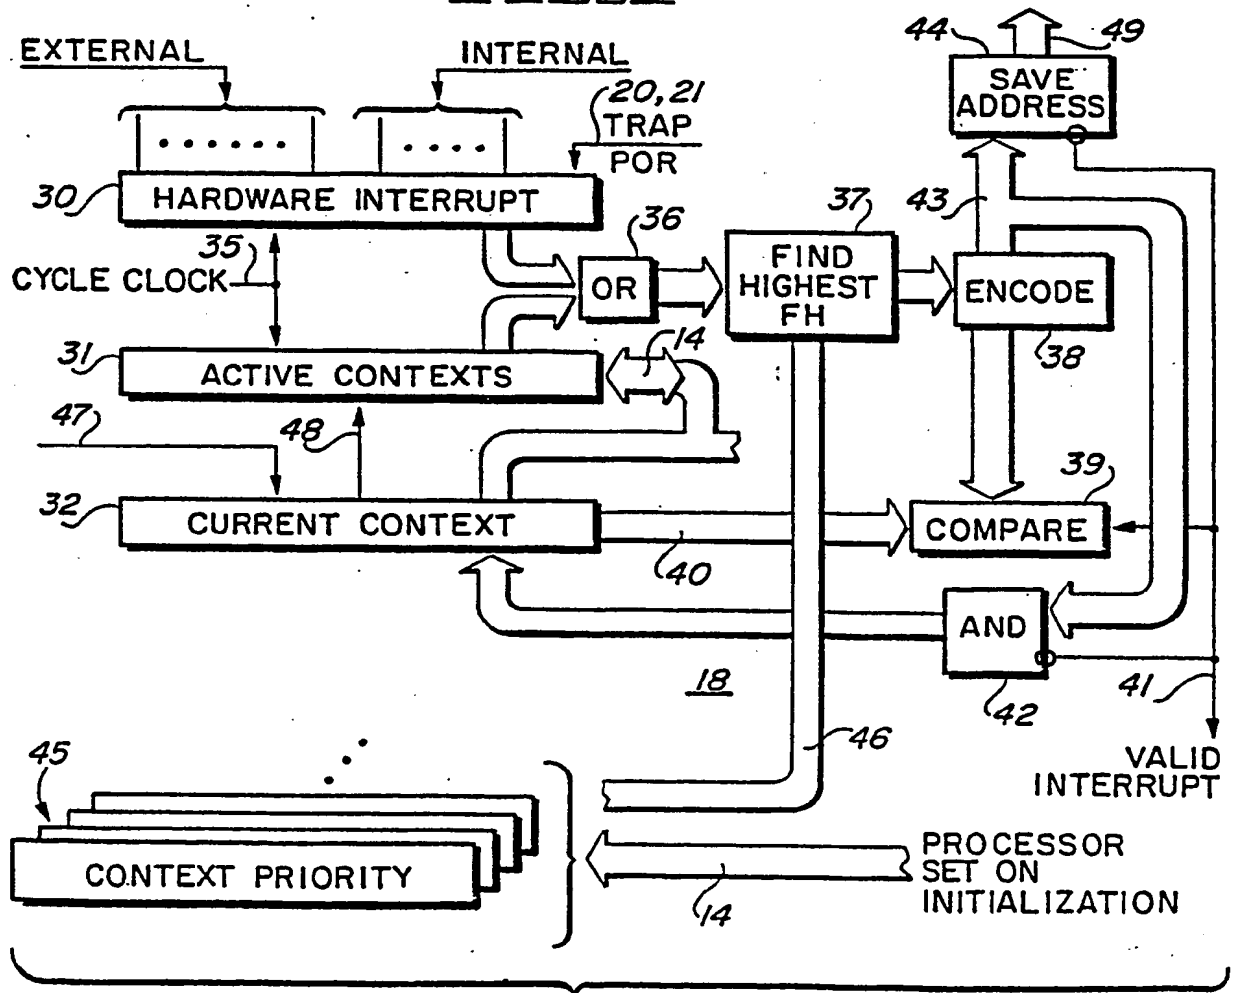 EXTERNAL
INTERNAL
20,21
TRAP
POR
44
49
SAVE
ADDRESS
30
HARDWARE INTERRUPT
35
CYCLE CLOCK
36
OR
37
FIND
HIGHEST
FH
43
ENCODE
38
31
ACTIVE CONTEXTS
14
47
48
32
CURRENT CONTEXT
40
39
COMPARE
AND
42
41
18
46
VALID
INTERRUPT
45
CONTEXT PRIORITY
14
PROCESSOR
SET ON
INITIALIZATION